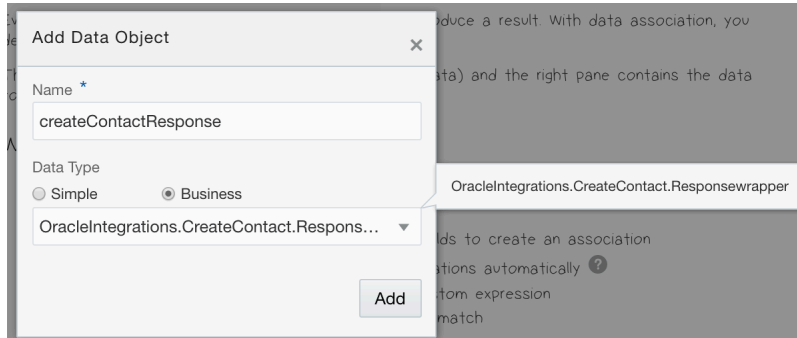 Add Data Object
×
Name *
createContactResponse
Data Type
Simple
Business
OracleIntegrations.CreateContact.Respons...
Add
OracleIntegrations.CreateContact.Responsewrapper
oduce a result. With data association, you
ata) and the right pane contains the data
lds to create an association
ations automatically ?
tom expression
match